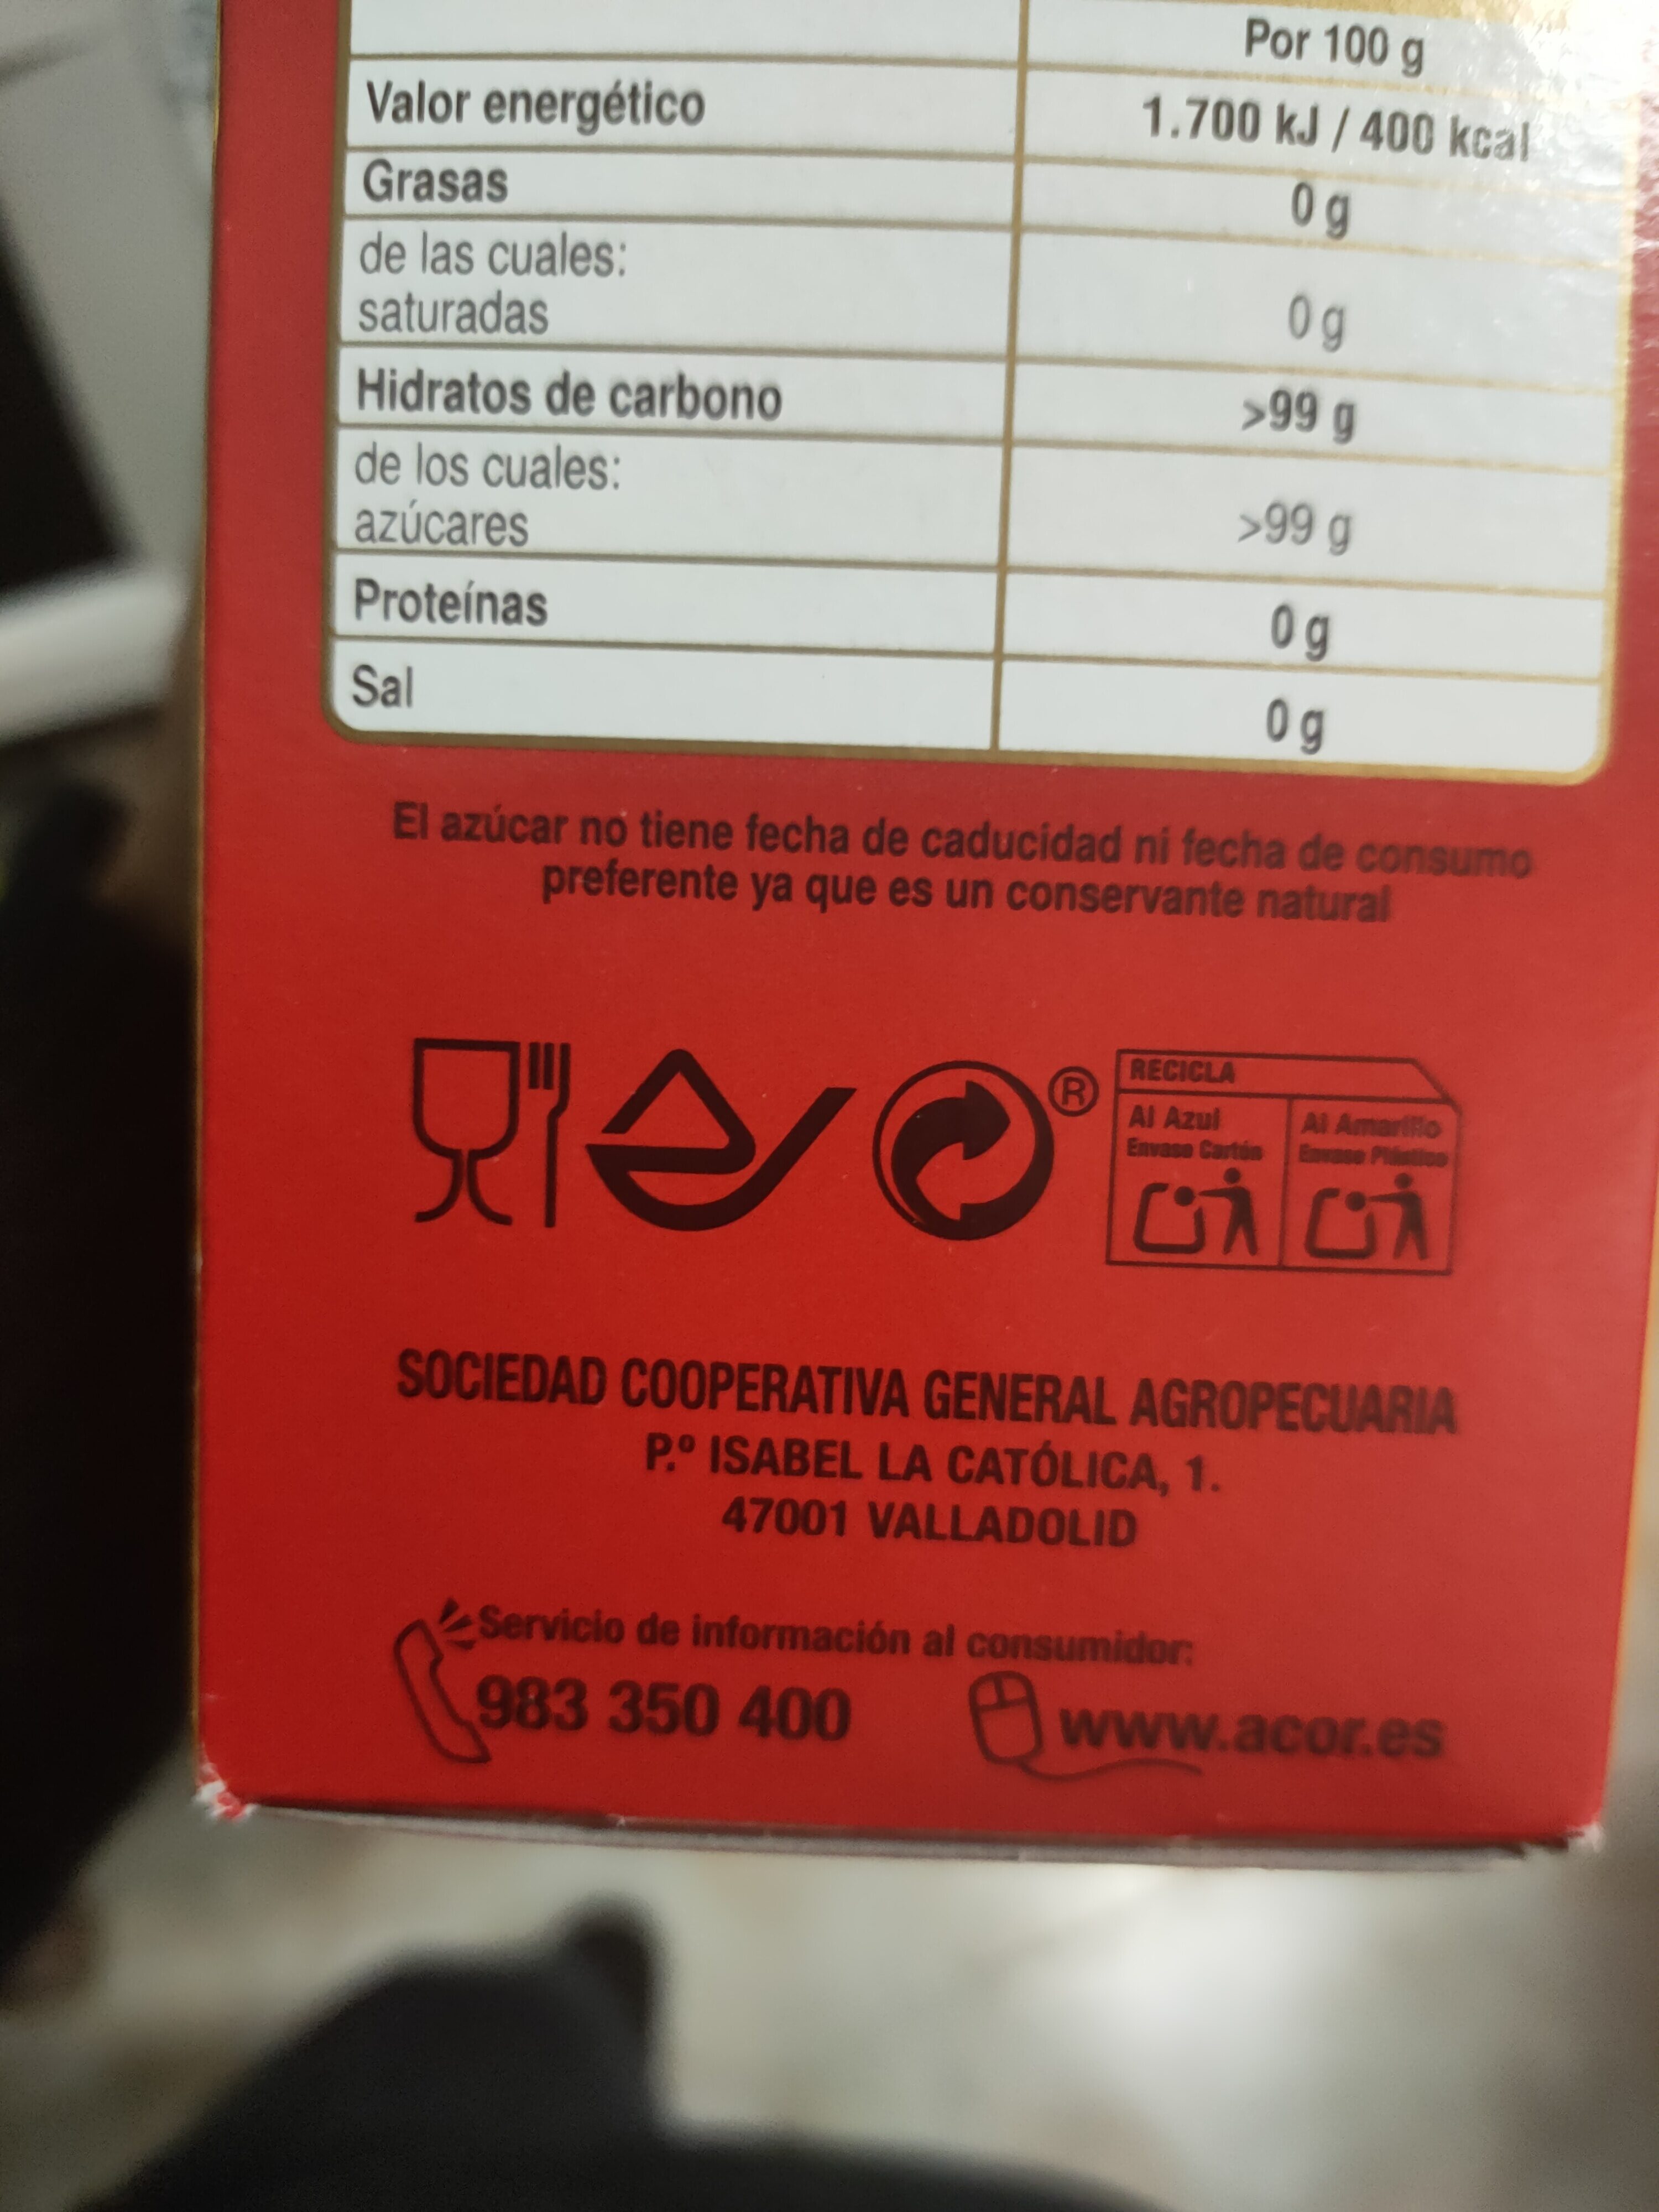 Por 100 g
Valor energético 1.700 kJ / 400 kcal
Grasas 0 g
de las cuales:
saturadas 0 g
Hidratos de carbono >99 g
de los cuales:
azúcares >99 g
Proteínas 0 g
Sal 0 g
El azúcar no tiene fecha de caducidad ni fecha de consumo
preferente ya que es un conservante natural
®
RECICLA
Al Azul Al Amarillo
Envase Cartón Envase Plástico
SOCIEDAD COOPERATIVA GENERAL AGROPECUARIA
P.º ISABEL LA CATÓLICA, 1.
47001 VALLADOLID
Servicio de información al consumidor:
983 350 400 www.acor.es